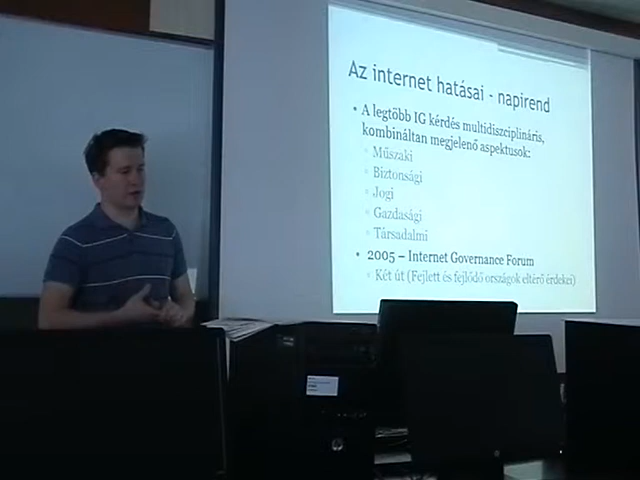 Az internet hatásai - napirend
• A legtöbb IG kérdés multidiszciplináris,
kombináltan megjelenő aspektusok:
▫ Műszaki
▫ Biztonsági
▫ Jogi
▫ Gazdasági
▫ Társadalmi
• 2005 – Internet Governance Forum
▫ Két út (Fejlett és fejlődő országok eltérő érdekei)